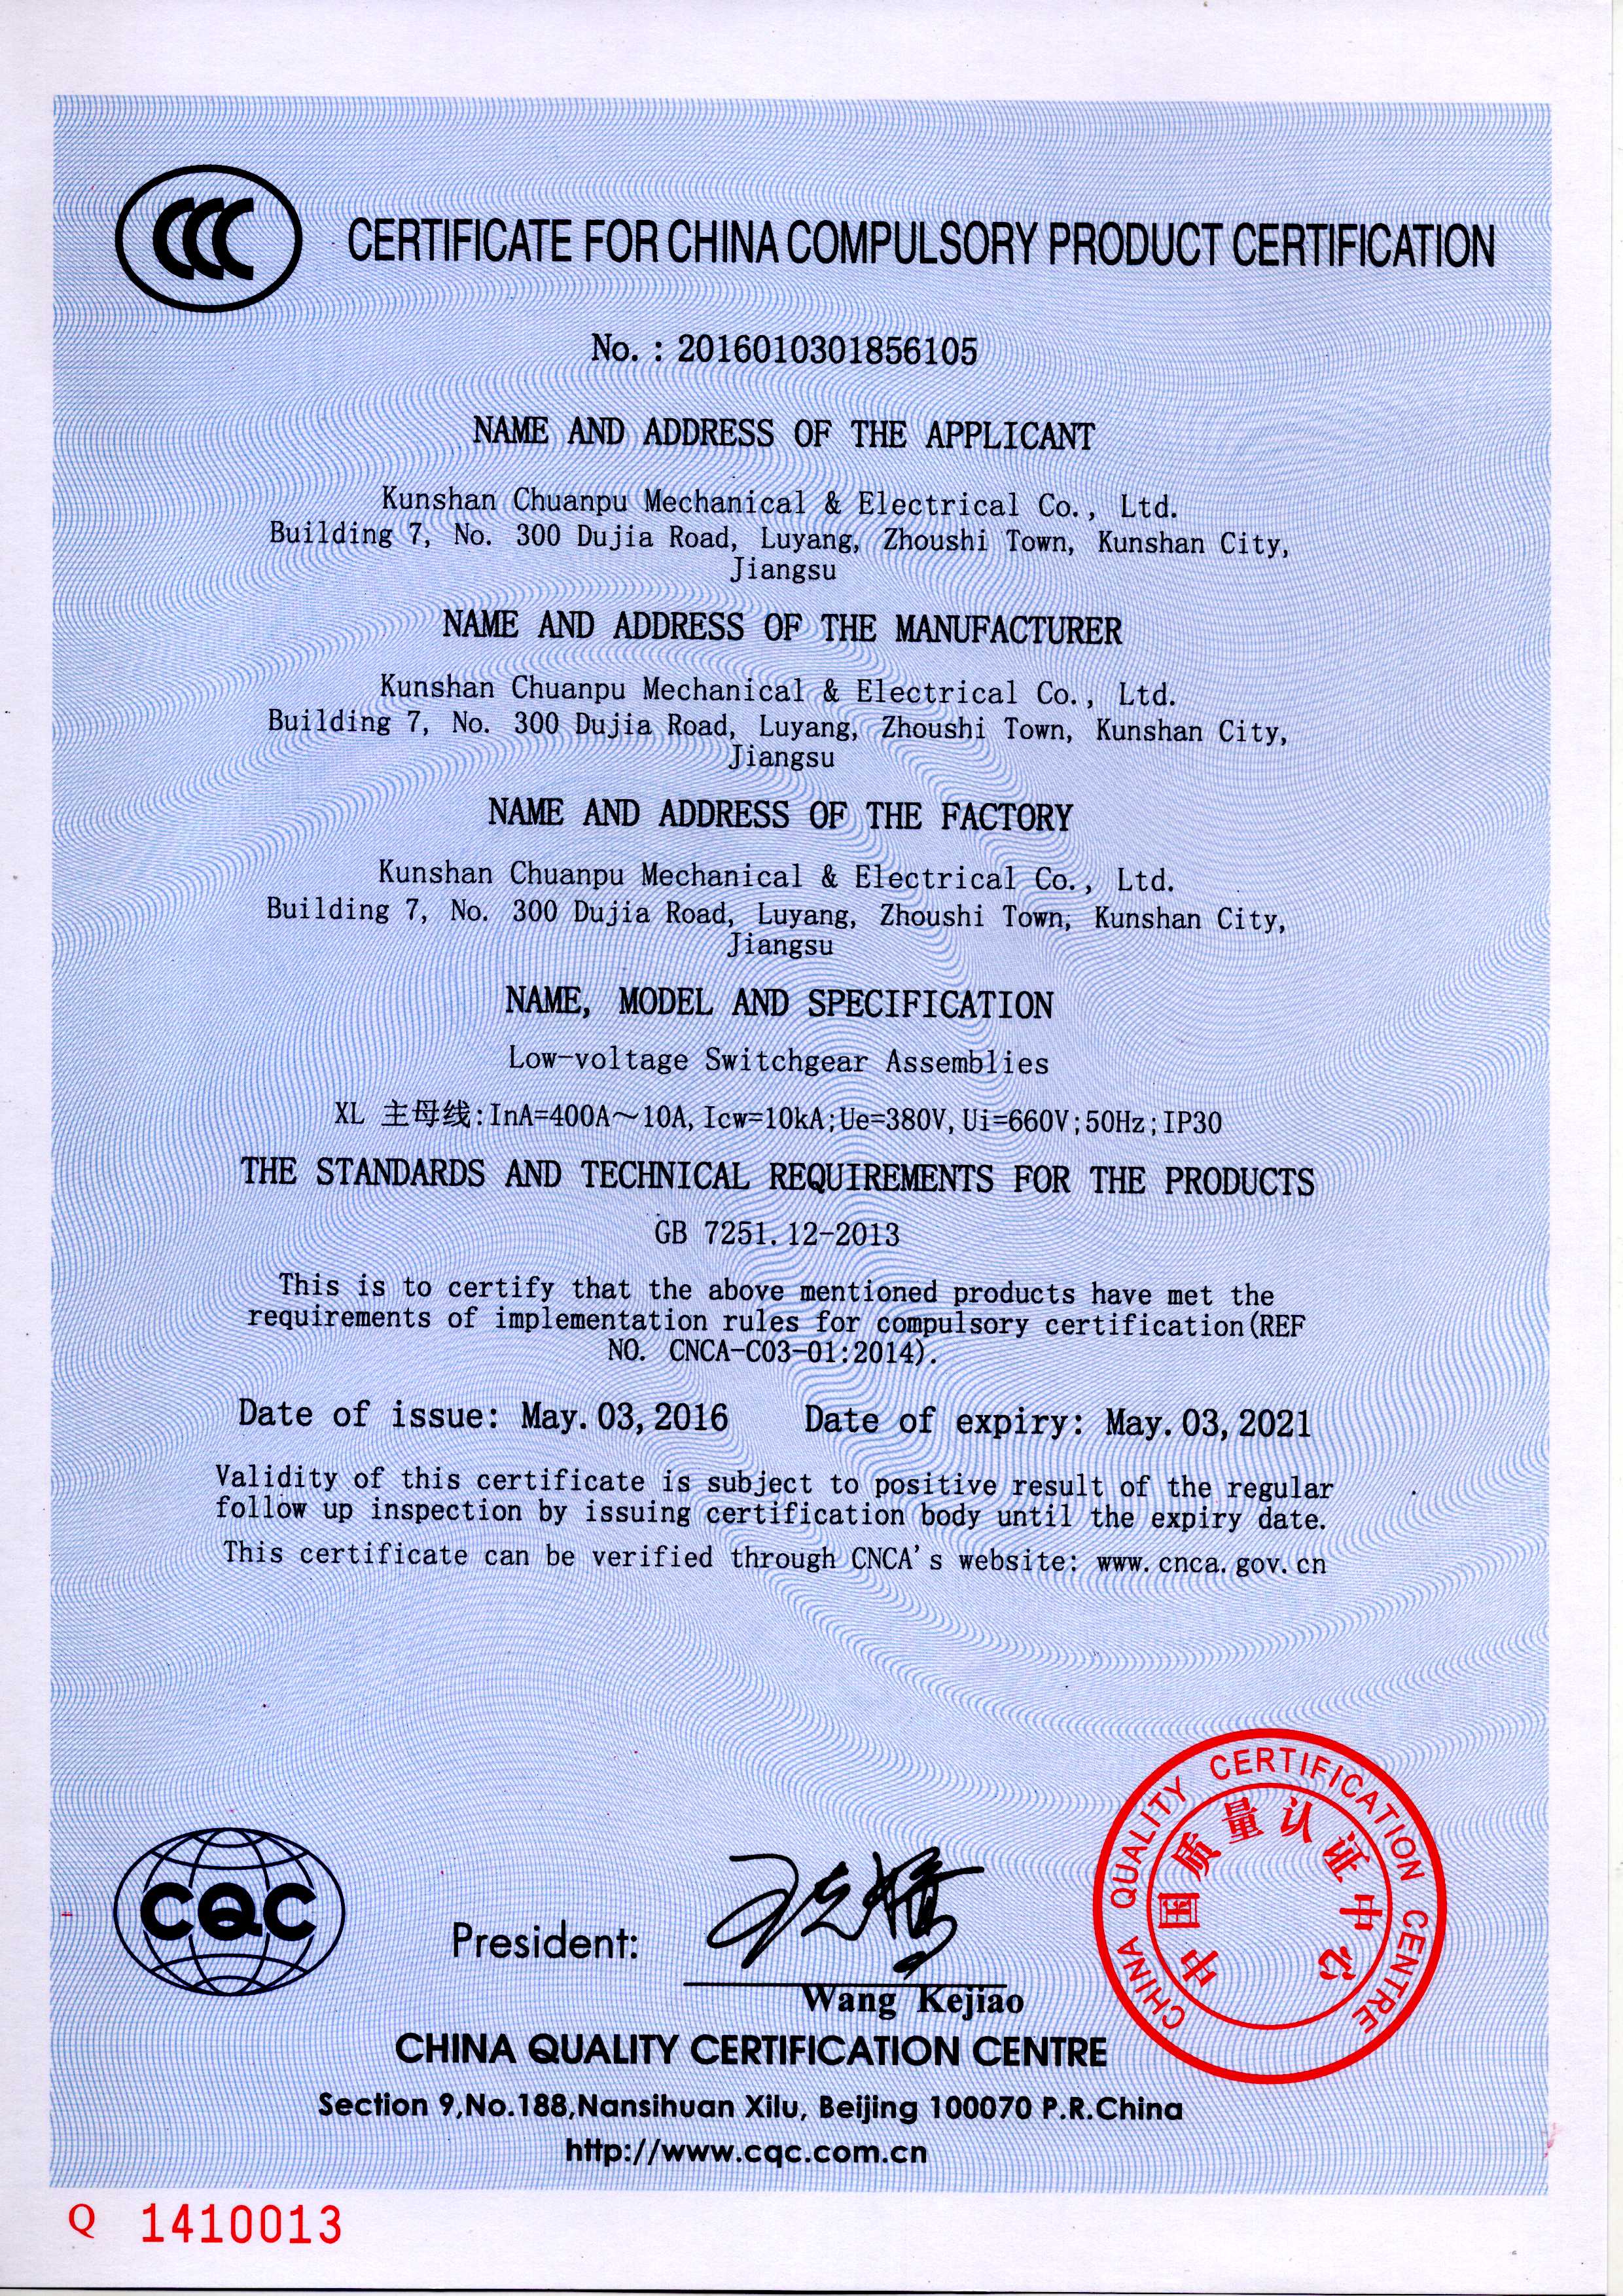 CCC
CERTIFICATE FOR CHINA COMPULSORY PRODUCT CERTIFICATION
No. : 2016010301856105
NAME AND ADDRESS OF THE APPLICANT
Kunshan Chuanpu Mechanical & Electrical Co., Ltd.
Building 7, No. 300 Dujia Road, Luyang, Zhoushi Town, Kunshan City,
Jiangsu
NAME AND ADDRESS OF THE MANUFACTURER
Kunshan Chuanpu Mechanical & Electrical Co., Ltd.
Building 7, No. 300 Dujia Road, Luyang, Zhoushi Town, Kunshan City,
Jiangsu
NAME AND ADDRESS OF THE FACTORY
Kunshan Chuanpu Mechanical & Electrical Co., Ltd.
Building 7, No. 300 Dujia Road, Luyang, Zhoushi Town, Kunshan City,
Jiangsu
NAME, MODEL AND SPECIFICATION
Low-voltage Switchgear Assemblies
XL 主母线:InA=400A～10A, Icw=10kA;Ue=380V, Ui=660V;50Hz;IP30
THE STANDARDS AND TECHNICAL REQUIREMENTS FOR THE PRODUCTS
GB 7251.12-2013
This is to certify that the above mentioned products have met the
requirements of implementation rules for compulsory certification(REF
NO. CNCA-C03-01:2014).
Date of issue: May. 03, 2016 Date of expiry: May. 03, 2021
Validity of this certificate is subject to positive result of the regular
follow up inspection by issuing certification body until the expiry date.
This certificate can be verified through CNCA's website: www.cnca.gov.cn
CHINA QUALITY CERTIFICATION CENTRE
中国质量认证中心
CQC
President:
Wang Kejiao
CHINA QUALITY CERTIFICATION CENTRE
Section 9,No.188,Nansihuan Xilu, Beijing 100070 P.R.China
http://www.cqc.com.cn
Q 1410013